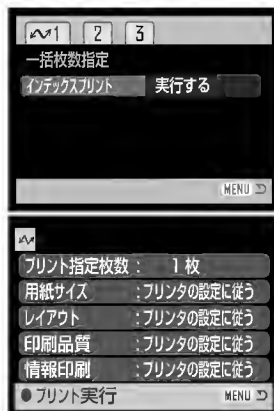 1 2 3
一括枚数指定
インデックスプリント 実行する
MENU
プリント指定枚数： 1枚
用紙サイズ ：プリンタの設定に従う
レイアウト ：プリンタの設定に従う
印刷品質 ：プリンタの設定に従う
情報印刷 ：プリンタの設定に従う
●プリント実行 MENU